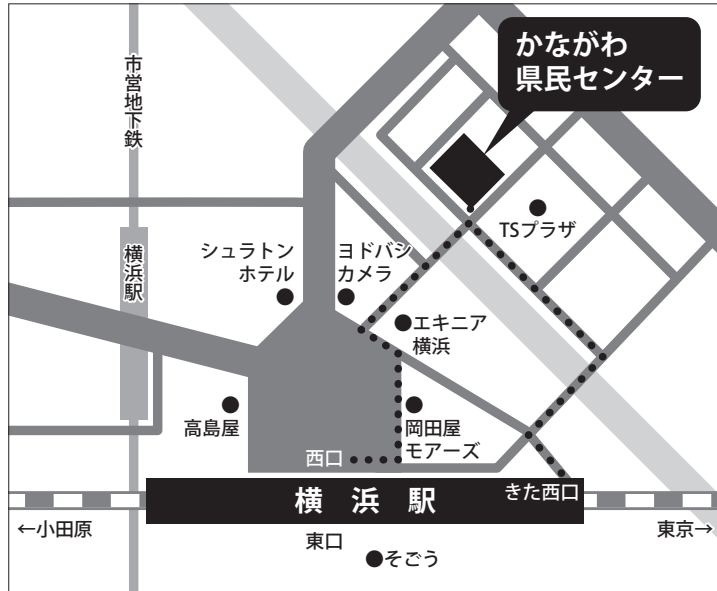 かながわ
県民センター
市営地下鉄
横浜駅
TSプラザ
シュラトン
ホテル
ヨドバシ
カメラ
エキニア
横浜
高島屋
岡田屋
モアーズ
西口
横浜駅
きた西口
←小田原
東口
東京→
そごう